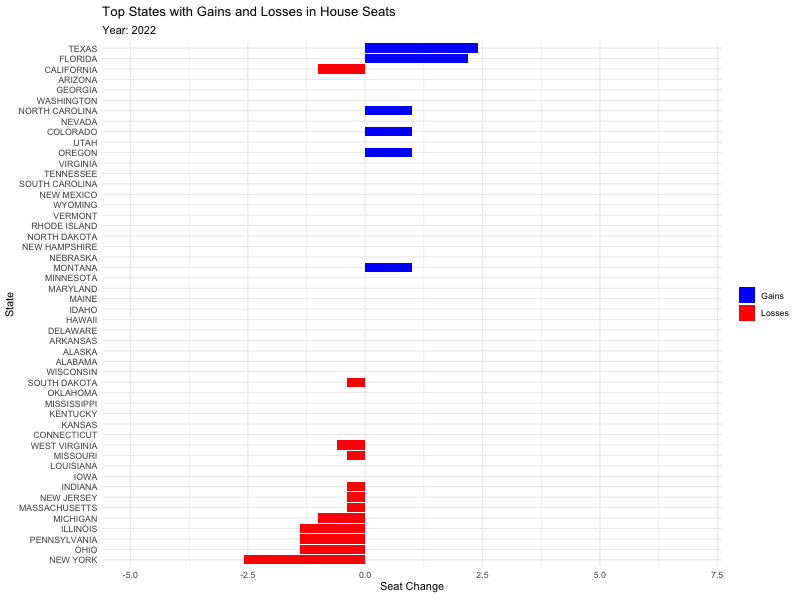 Top States with Gains and Losses in House Seats
Year: 2022
TEXAS
FLORIDA
CALIFORNIA
ARIZONA
GEORGIA
WASHINGTON
NORTH CAROLINA
NEVADA
COLORADO
UTAH
OREGON
VIRGINIA
TENNESSEE
SOUTH CAROLINA
NEW MEXICO
WYOMING
VERMONT
RHODE ISLAND
NORTH DAKOTA
NEW HAMPSHIRE
NEBRASKA
MONTANA
MINNESOTA
MARYLAND
MAINE
IDAHO
HAWAII
DELAWARE
ARKANSAS
ALASKA
ALABAMA
WISCONSIN
SOUTH DAKOTA
OKLAHOMA
MISSISSIPPI
KENTUCKY
KANSAS
CONNECTICUT
WEST VIRGINIA
MISSOURI
LOUISIANA
IOWA
INDIANA
NEW JERSEY
MASSACHUSETTS
MICHIGAN
ILLINOIS
PENNSYLVANIA
OHIO
NEW YORK
State
-5.0 -2.5 0.0 2.5 5.0 7.5
Seat Change
Gains
Losses